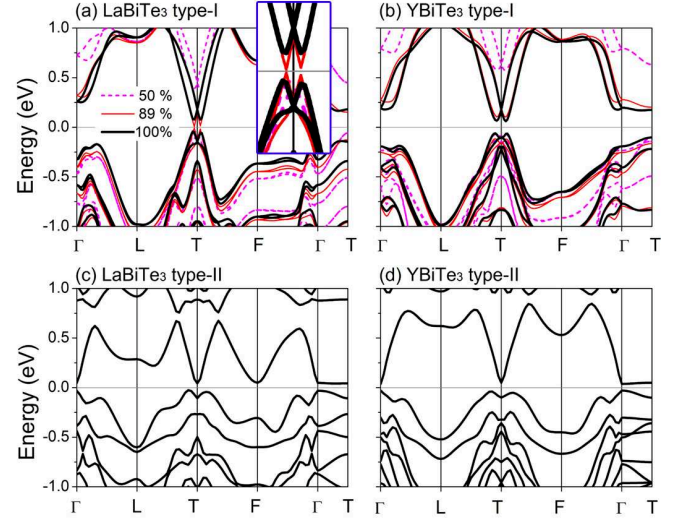 (a) LaBiTe₃ type-I
(b) YBiTe₃ type-I
Energy (eV)
1.0
0.5
0.0
-0.5
-1.0
50 %
89 %
100%
Γ L T F Γ T
Γ L T F Γ T
(c) LaBiTe₃ type-II
(d) YBiTe₃ type-II
Energy (eV)
1.0
0.5
0.0
-0.5
-1.0
Γ L T F Γ T
Γ L T F Γ T